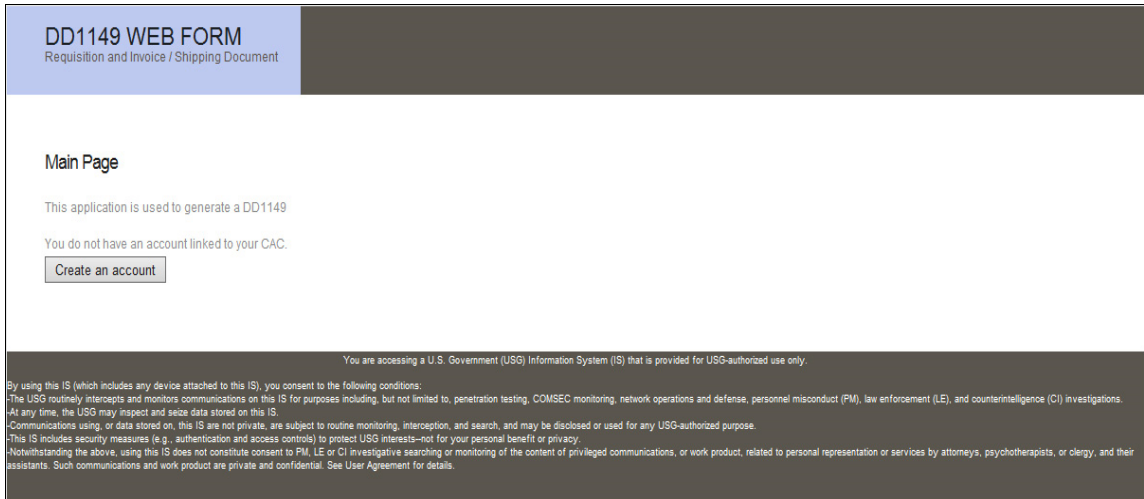 DD1149 WEB FORM
Requisition and Invoice / Shipping Document
Main Page
This application is used to generate a DD1149
You do not have an account linked to your CAC.
Create an account
You are accessing a U.S. Government (USG) Information System (IS) that is provided for USG-authorized use only.
By using this IS (which includes any device attached to this IS), you consent to the following conditions:
-The USG routinely intercepts and monitors communications on this IS for purposes including, but not limited to, penetration testing, COMSEC monitoring, network operations and defense, personnel misconduct (PM), law enforcement (LE), and counterintelligence (CI) investigations.
-At any time, the USG may inspect and seize data stored on this IS.
-Communications using, or data stored on, this IS are not private, are subject to routine monitoring, interception, and search, and may be disclosed or used for any USG-authorized purpose.
-This IS includes security measures (e.g., authentication and access controls) to protect USG interests--not for your personal benefit or privacy.
-Notwithstanding the above, using this IS does not constitute consent to PM, LE or CI investigative searching or monitoring of the content of privileged communications, or work product, related to personal representation or services by attorneys, psychotherapists, or clergy, and their
assistants. Such communications and work product are private and confidential. See User Agreement for details.